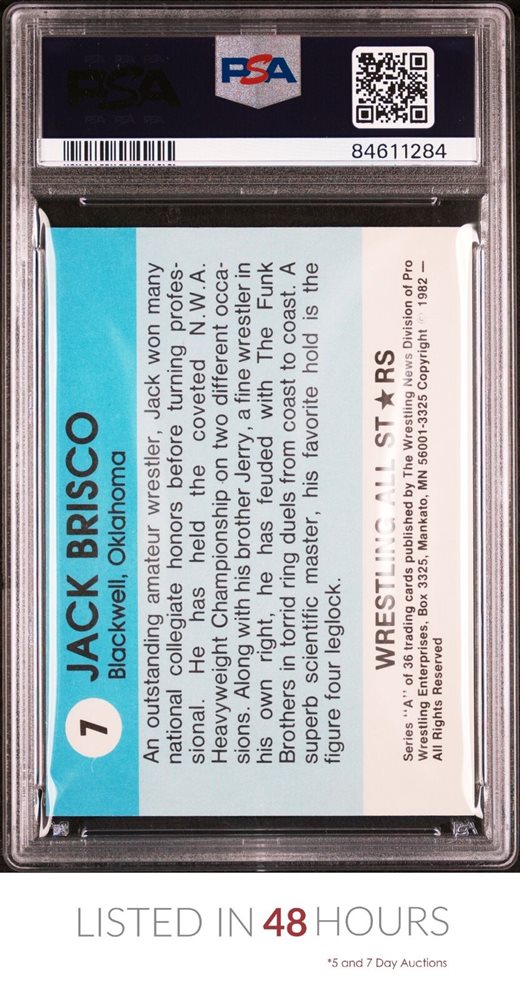 PSA
PSA
84611284
7
JACK BRISCO
Blackwell, Oklahoma
An outstanding amateur wrestler, Jack won many
national collegiate honors before turning profes-
sional. He has held the coveted N.W.A.
Heavyweight Championship on two different occa-
sions. Along with his brother Jerry, a fine wrestler in
his own right, he has feuded with The Funk
Brothers in torrid ring duels from coast to coast. A
superb scientific master, his favorite hold is the
figure four leglock.
WRESTLING ALL ST★RS
Series "A" of 36 trading cards published by The Wrestling News Division of Pro
Wrestling Enterprises, Box 3325, Mankato, MN 56001-3325 Copyright © 1982 —
All Rights Reserved
LISTED IN 48 HOURS
*5 and 7 Day Auctions